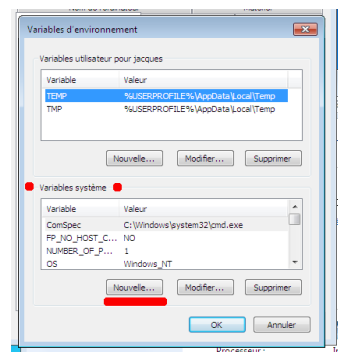 Variables d'environnement
Variables utilisateur pour jacques
Variable Valeur
TEMP %USERPROFILE%\AppData\Local\Temp
TMP %USERPROFILE%\AppData\Local\Temp
Nouvelle... Modifier... Supprimer
Variables système
Variable Valeur
ComSpec C:\Windows\system32\cmd.exe
FP_NO_HOST_C... NO
NUMBER_OF_P... 1
OS Windows_NT
Nouvelle... Modifier... Supprimer
OK Annuler
Processeur :